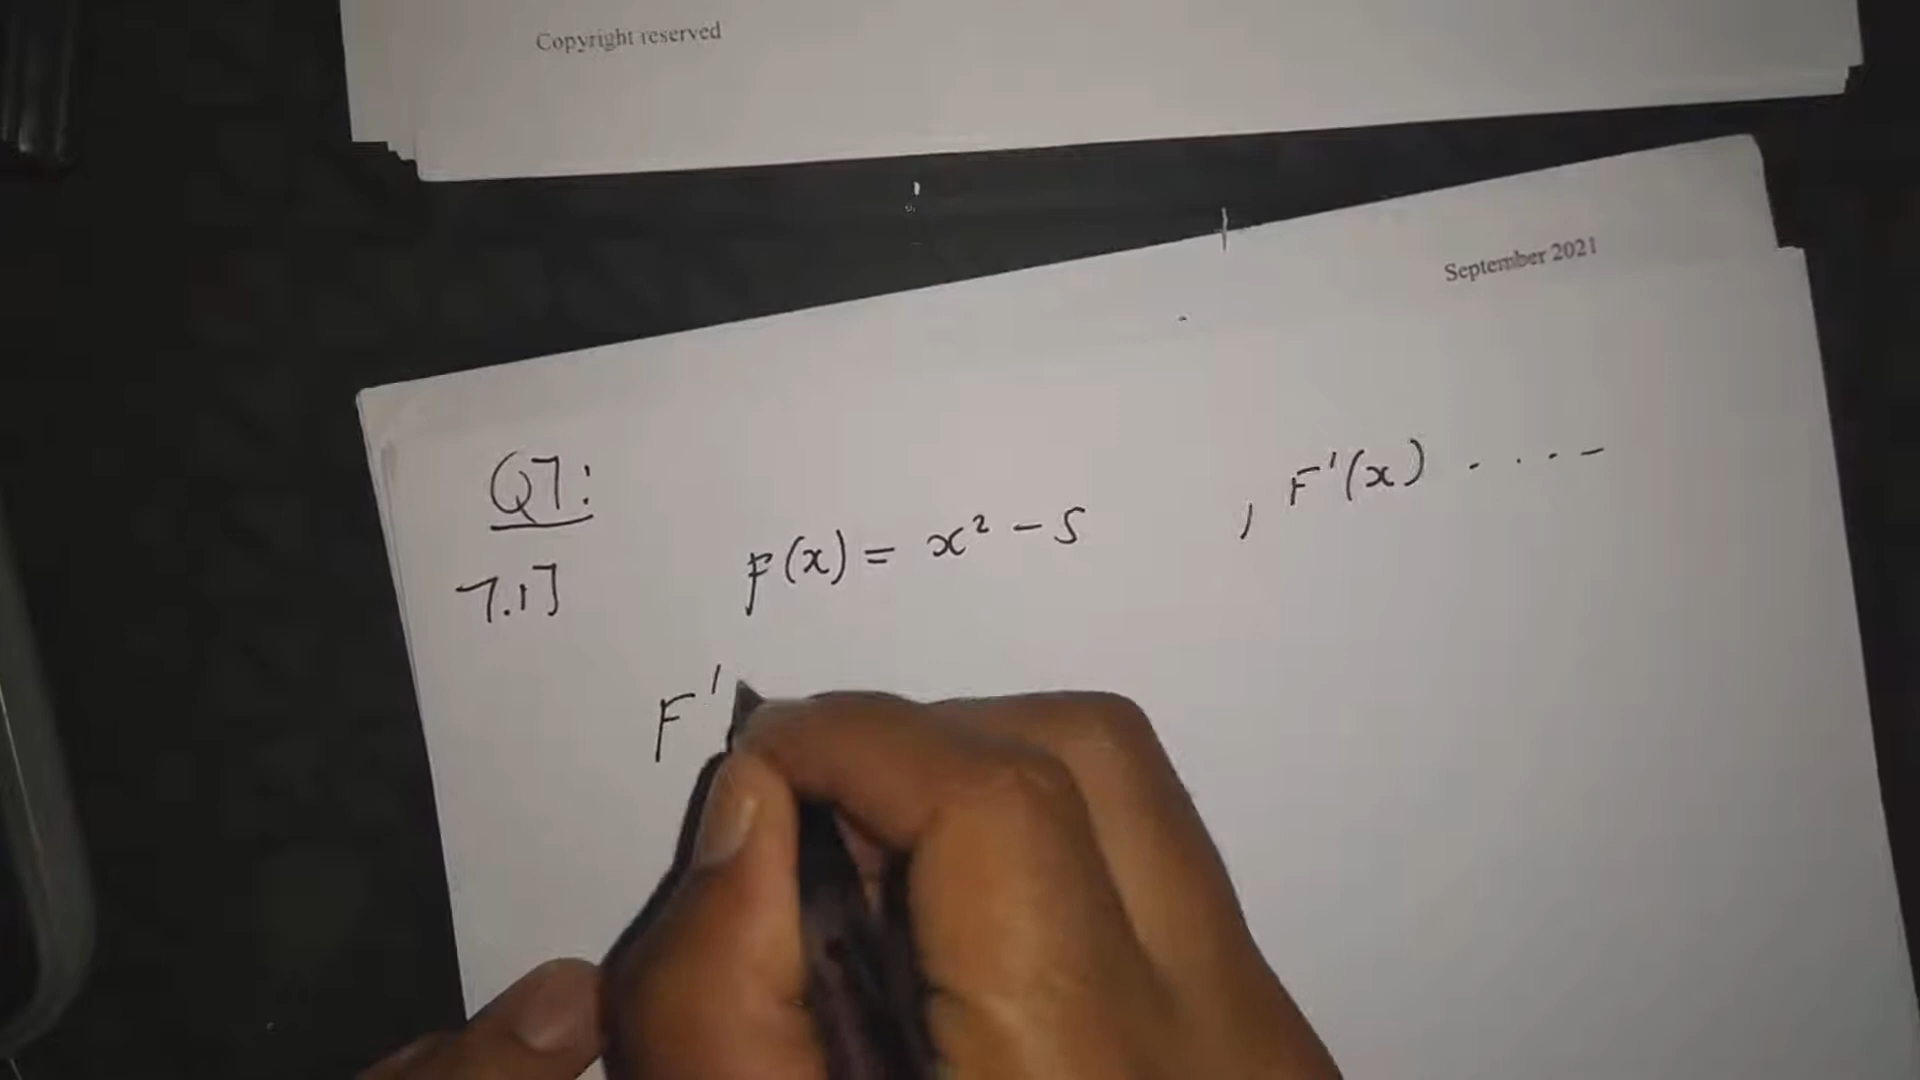 Copyright reserved
September 2021
Q7:
7.1]
F(x) = x² - 5 , F'(x) . . . . -
F'